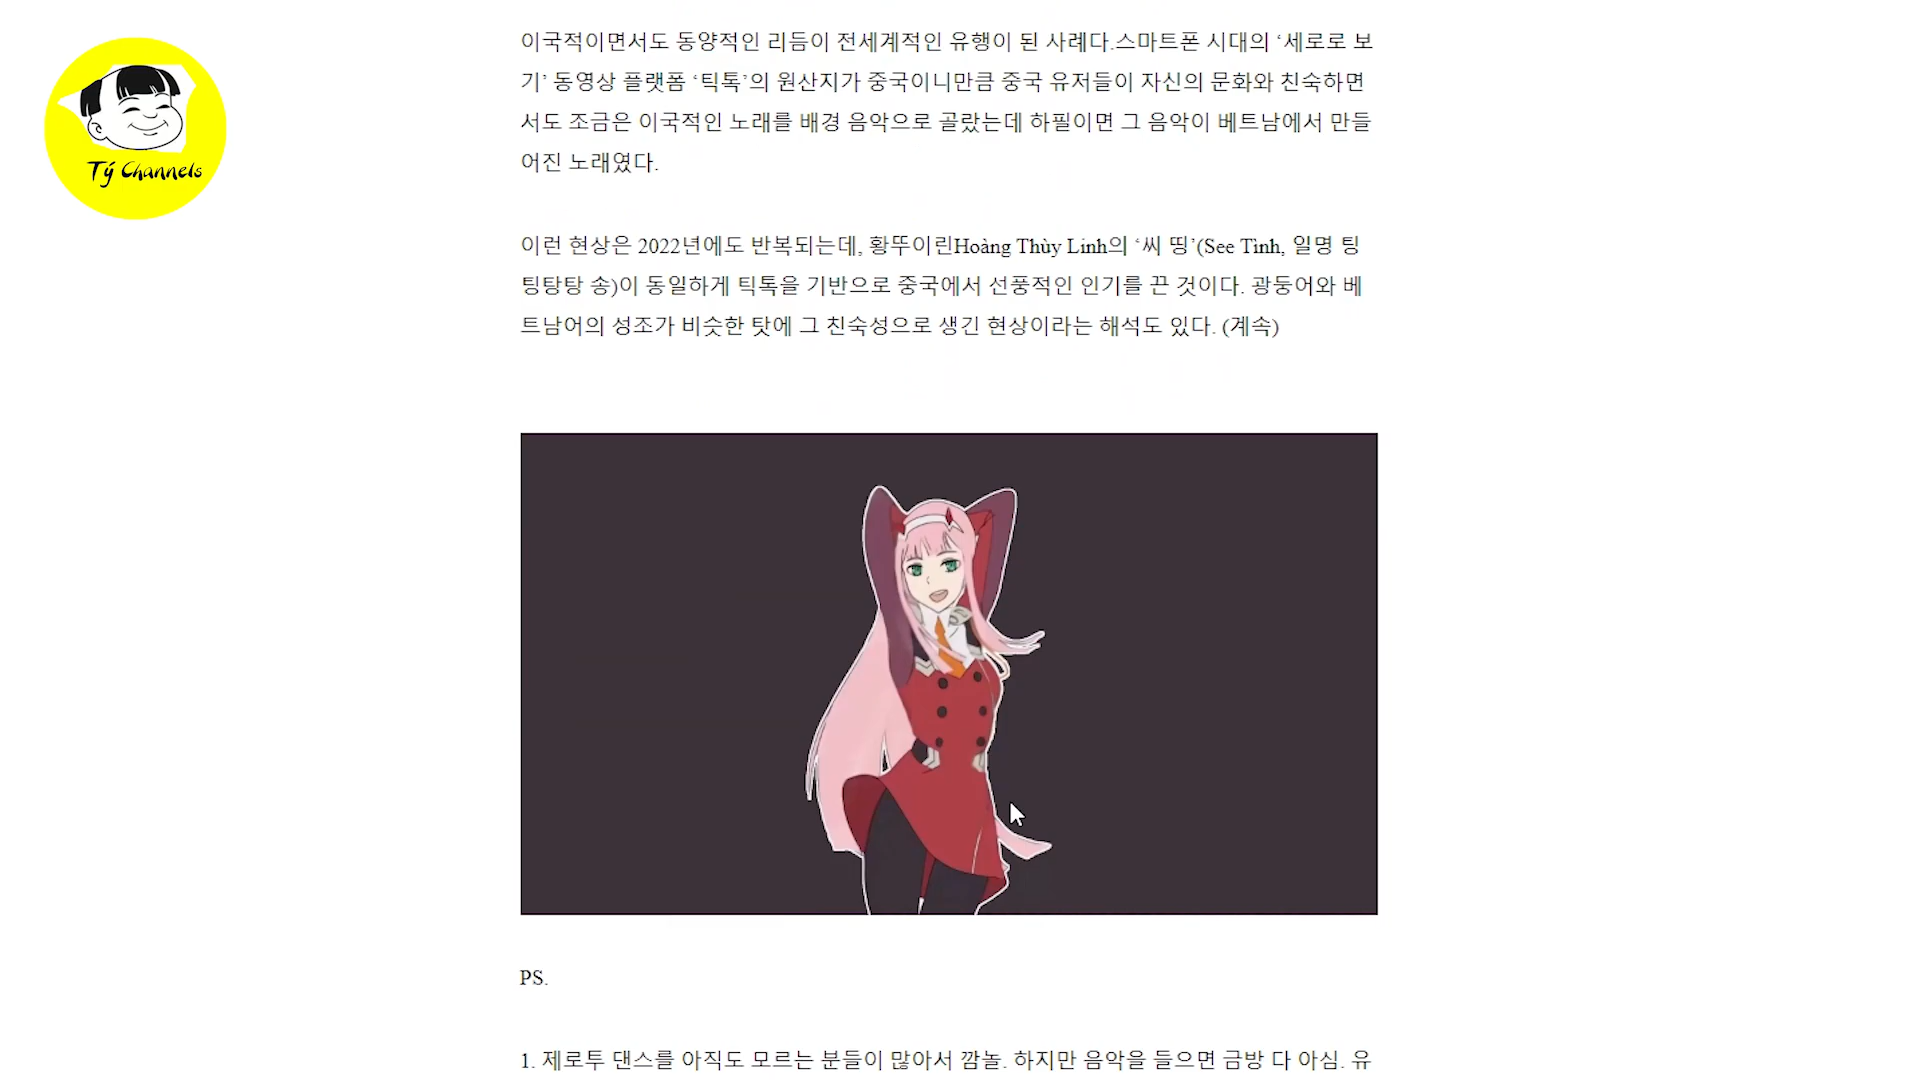 Tý Channels
이국적이면서도 동양적인 리듬이 전세계적인 유행이 된 사례다.스마트폰 시대의 ‘세로로 보
기’ 동영상 플랫폼 ‘틱톡’의 원산지가 중국이니만큼 중국 유저들이 자신의 문화와 친숙하면
서도 조금은 이국적인 노래를 배경 음악으로 골랐는데 하필이면 그 음악이 베트남에서 만들
어진 노래였다.
이런 현상은 2022년에도 반복되는데, 황뚜이린Hoàng Thùy Linh의 ‘씨 띵’(See Tình, 일명 팅
팅탕탕 송)이 동일하게 틱톡을 기반으로 중국에서 선풍적인 인기를 끈 것이다. 광둥어와 베
트남어의 성조가 비슷한 탓에 그 친숙성으로 생긴 현상이라는 해석도 있다. (계속)
PS.
1. 제로투 댄스를 아직도 모르는 분들이 많아서 깜놀. 하지만 음악을 들으면 금방 다 아심. 유